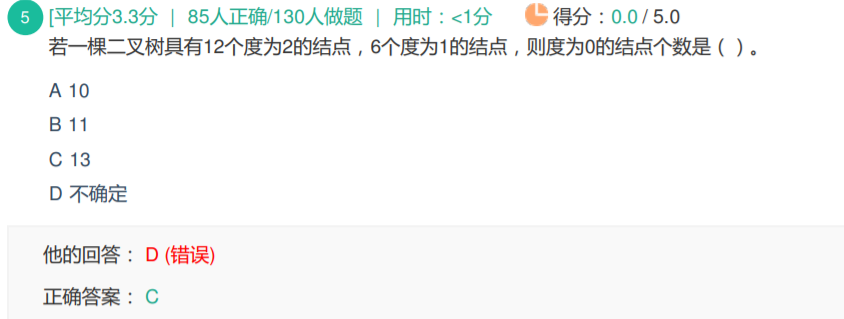 5 [平均分3.3分 | 85人正确/130人做题 | 用时：<1分 得分：0.0 / 5.0
若一棵二叉树具有12个度为2的结点，6个度为1的结点，则度为0的结点个数是（ ）。
A 10
B 11
C 13
D 不确定
他的回答： D (错误)
正确答案： C